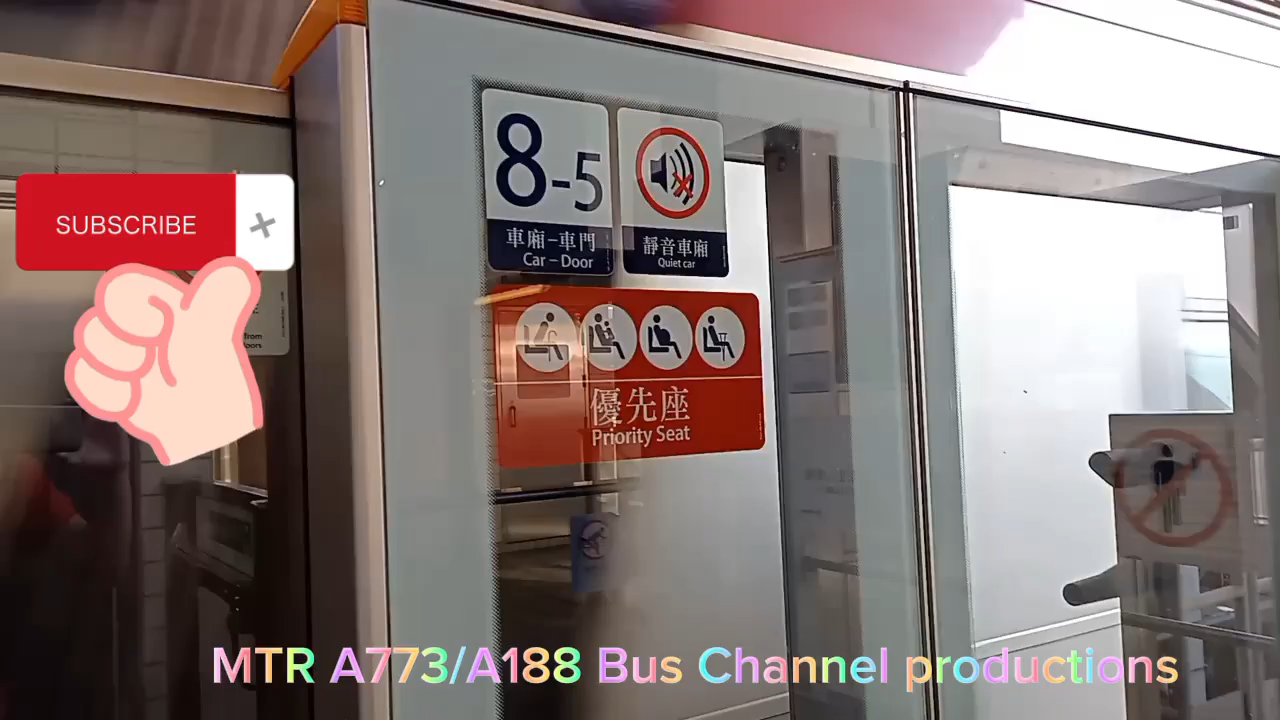 8-5
車廂-車門
Car - Door
靜音車廂
Quiet car
SUBSCRIBE
from
優先座
Priority Seat
MTR A773/A188 Bus Channel productions